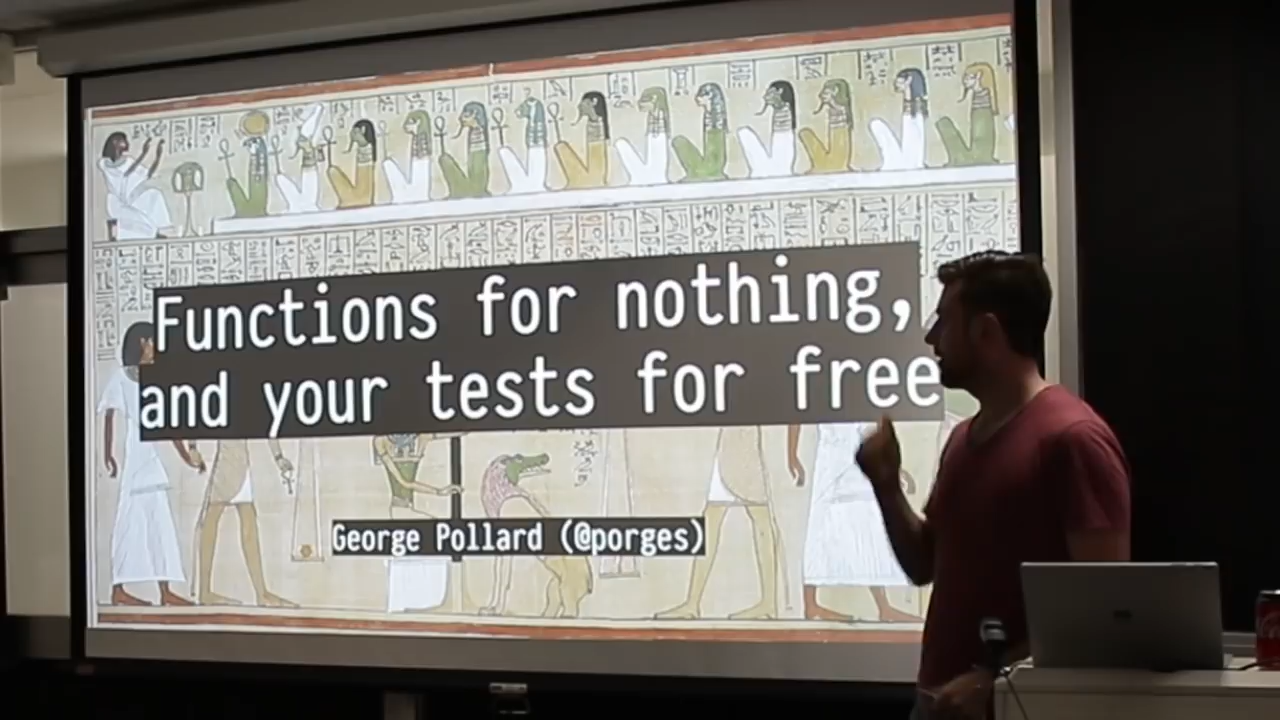 Functions for nothing,
and your tests for free
George Pollard (@porges)